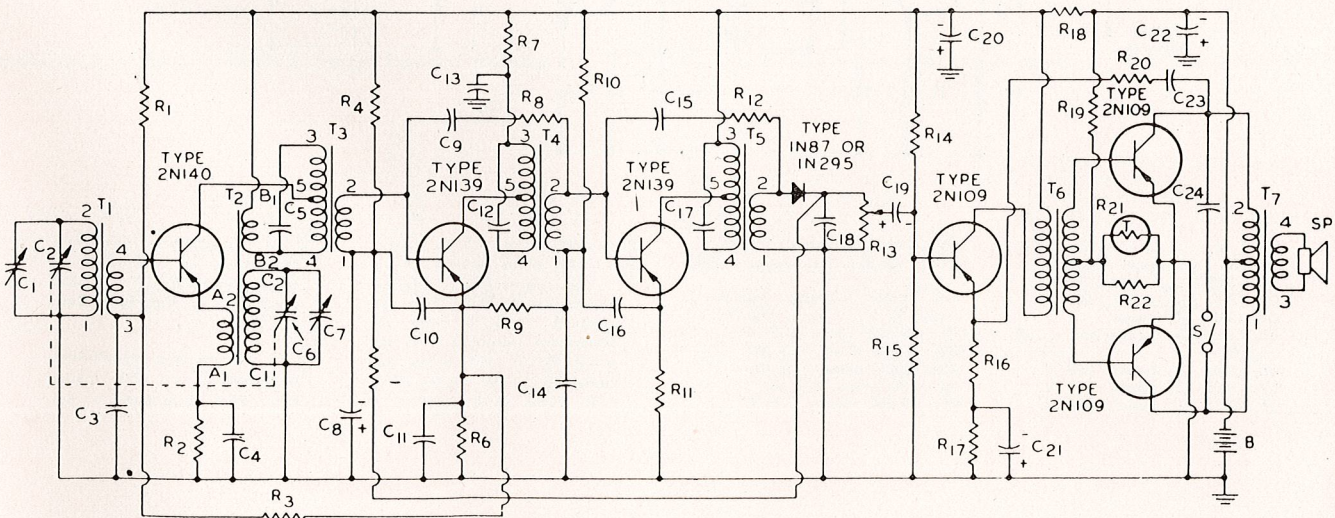 R1
TYPE
2N140
T1
2
4
1
3
C1
C2
C3
A2
A1
R2
C4
R3
T2
B1
B2
C2
C1
C5
C6
C7
T3
3
5
4
2
1
R4
C8
-
+
-
C9
C10
C11
R6
TYPE
2N139
R7
C13
R8
T4
3
5
4
2
1
C12
R9
C14
R10
C15
C16
R11
TYPE
2N139
R12
T5
3
5
4
2
1
C17
TYPE
1N87 OR
1N295
C18
R13
C19
+
-
R14
R15
C20
-
+
TYPE
2N109
R16
R17
C21
-
+
R18
C22
-
+
R19
R20
C23
TYPE
2N109
T6
R21
T
R22
C24
S
TYPE
2N109
T7
2
4
1
3
SP
B